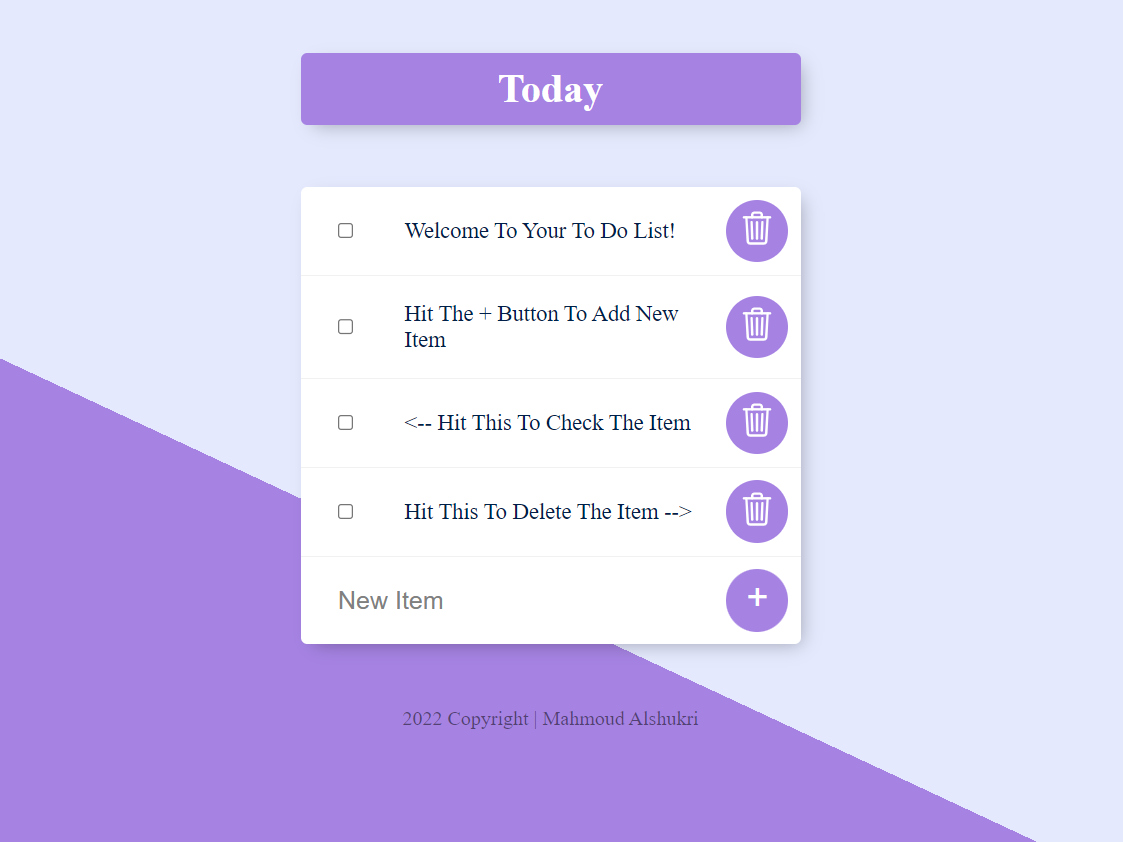 Today
Welcome To Your To Do List!
Hit The + Button To Add New
Item
<-- Hit This To Check The Item
Hit This To Delete The Item -->
New Item
+
2022 Copyright | Mahmoud Alshukri